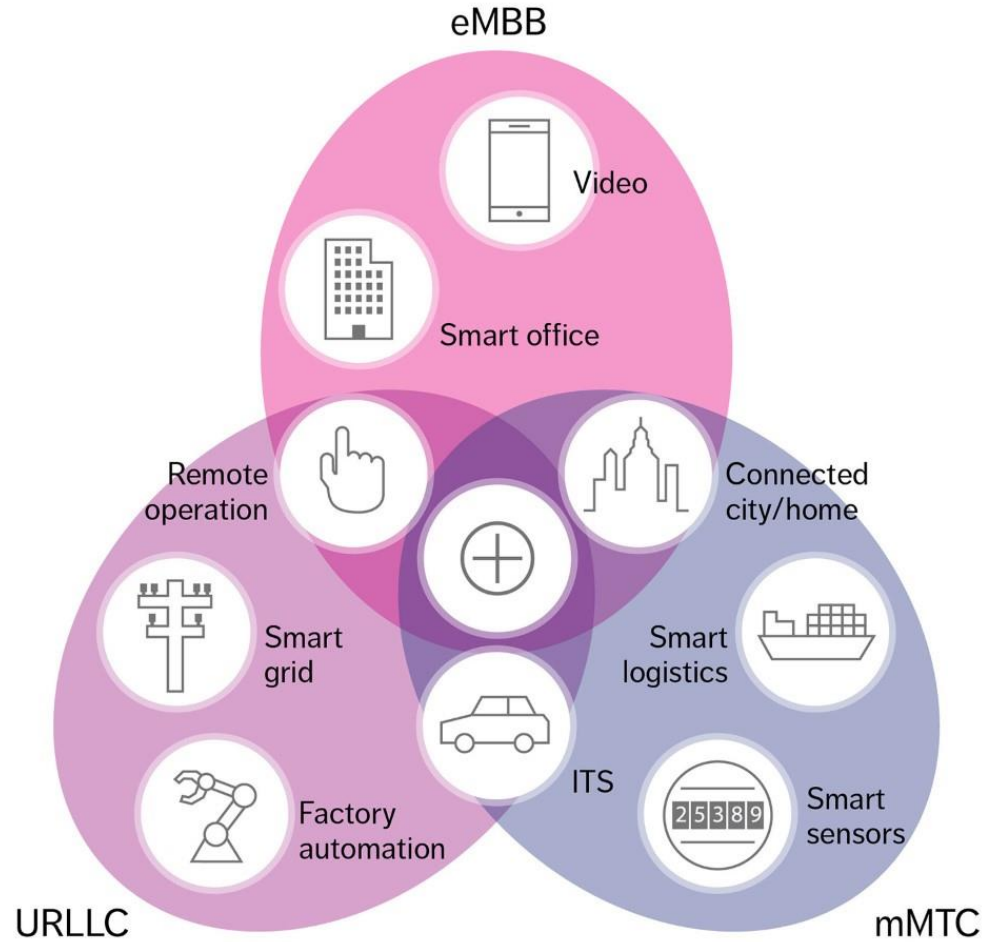 eMBB
Video
Smart office
Remote
operation
Connected
city/home
Smart
grid
Smart
logistics
ITS
Factory
automation
25389
Smart
sensors
URLLC
mMTC